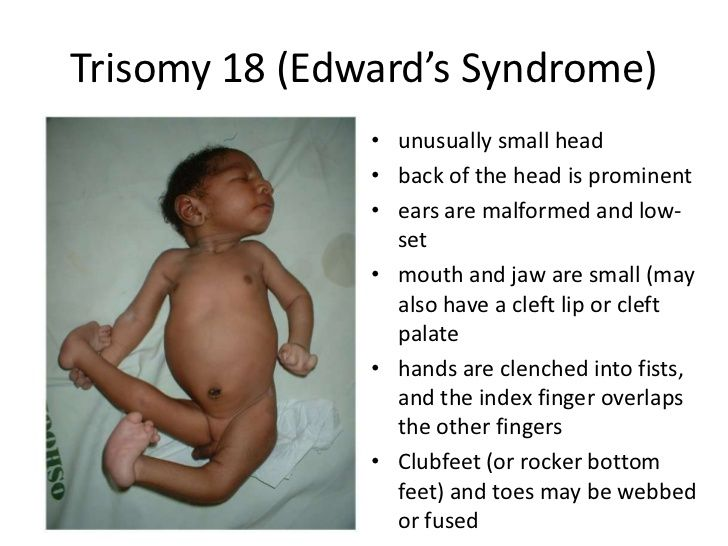 Trisomy 18 (Edward’s Syndrome)
• unusually small head
• back of the head is prominent
• ears are malformed and low-
set
• mouth and jaw are small (may
also have a cleft lip or cleft
palate
• hands are clenched into fists,
and the index finger overlaps
the other fingers
• Clubfeet (or rocker bottom
feet) and toes may be webbed
or fused